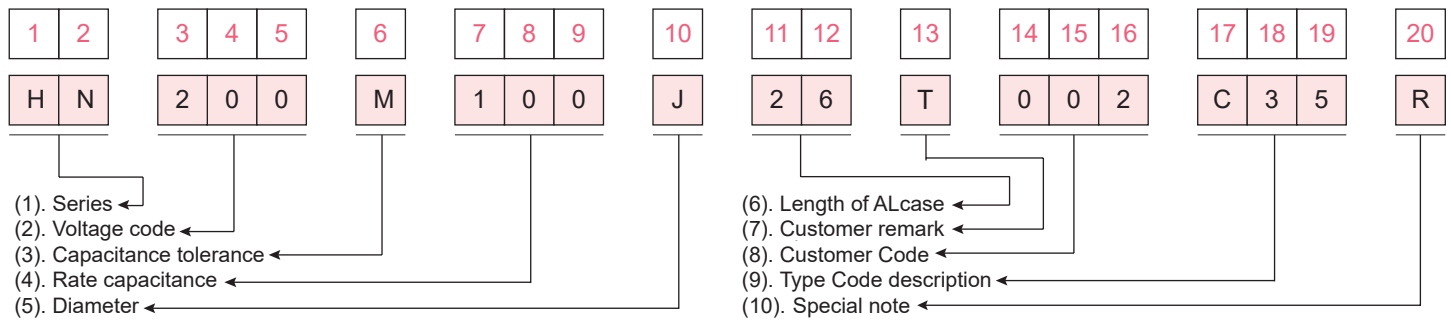 1 2 3 4 5 6 7 8 9 10 11 12 13 14 15 16 17 18 19 20
H N 2 0 0 M 1 0 0 J 2 6 T 0 0 2 C 3 5 R
(1). Series
(2). Voltage code
(3). Capacitance tolerance
(4). Rate capacitance
(5). Diameter
(6). Length of ALcase
(7). Customer remark
(8). Customer Code
(9). Type Code description
(10). Special note